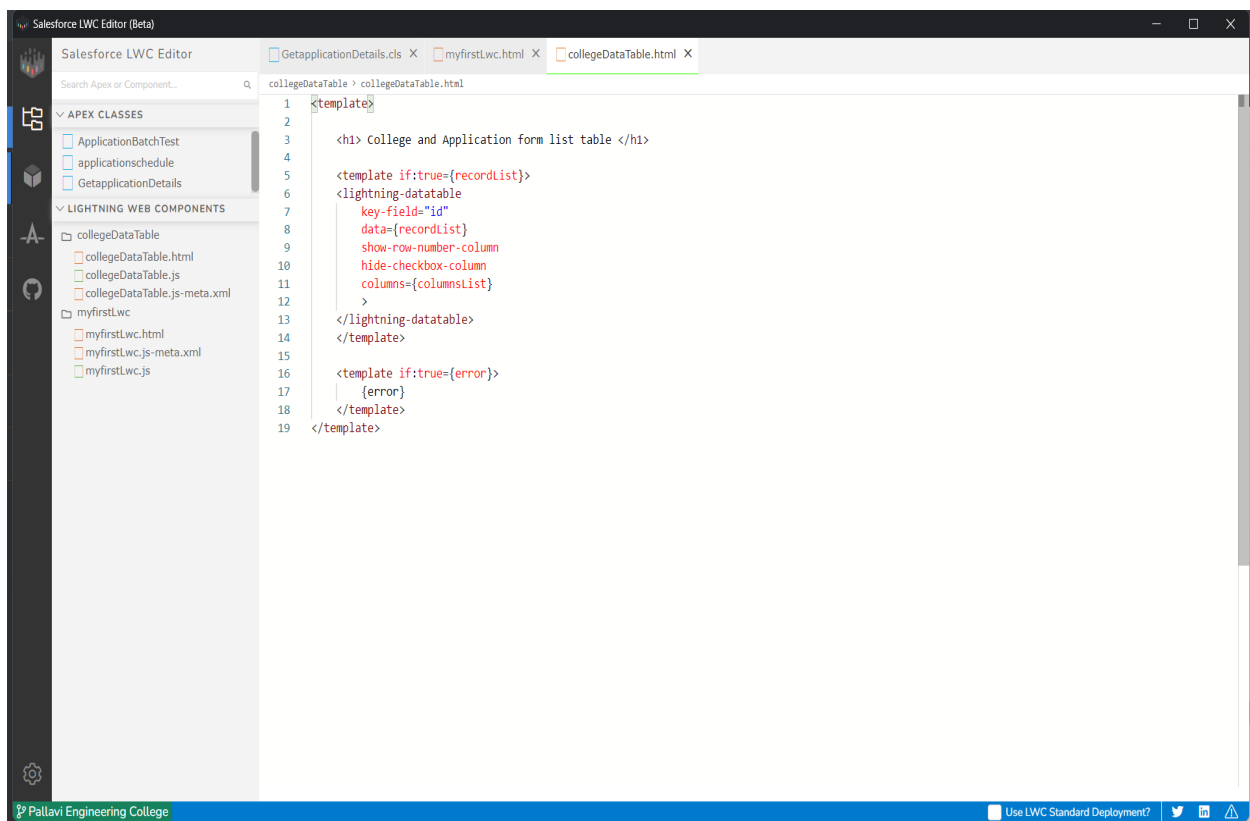 Salesforce LWC Editor (Beta)
Salesforce LWC Editor
Search Apex or Component...
APEX CLASSES
ApplicationBatchTest
applicationschedule
GetapplicationDetails
LIGHTNING WEB COMPONENTS
collegeDataTable
collegeDataTable.html
collegeDataTable.js
collegeDataTable.js-meta.xml
myfirstLwc
myfirstLwc.html
myfirstLwc.js-meta.xml
myfirstLwc.js
GetapplicationDetails.cls X myfirstLwc.html X collegeDataTable.html X
collegeDataTable > collegeDataTable.html
1 <template>
2
3 <h1> College and Application form list table </h1>
4
5 <template if:true={recordList}>
6 <lightning-datatable
7 key-field="id"
8 data={recordList}
9 show-row-number-column
10 hide-checkbox-column
11 columns={columnsList}
12 >
13 </lightning-datatable>
14 </template>
15
16 <template if:true={error}>
17 {error}
18 </template>
19 </template>
Pallavi Engineering College
Use LWC Standard Deployment?
in